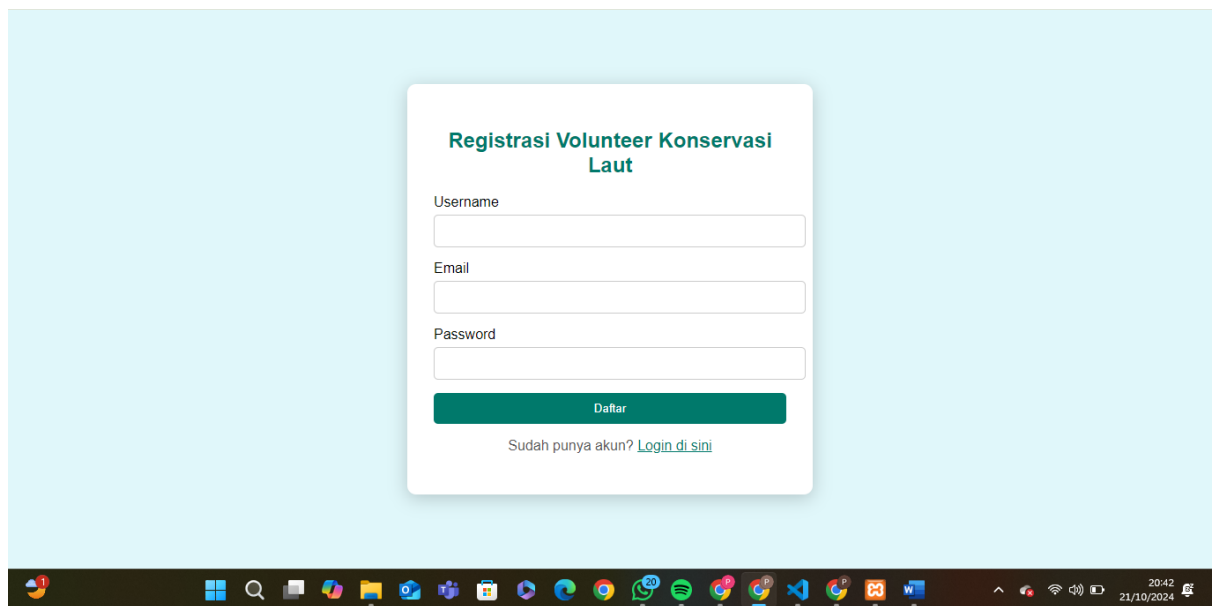 Registrasi Volunteer Konservasi
Laut
Username
Email
Password
Daftar
Sudah punya akun? Login di sini
1
20
P
P
P
20:42
21/10/2024